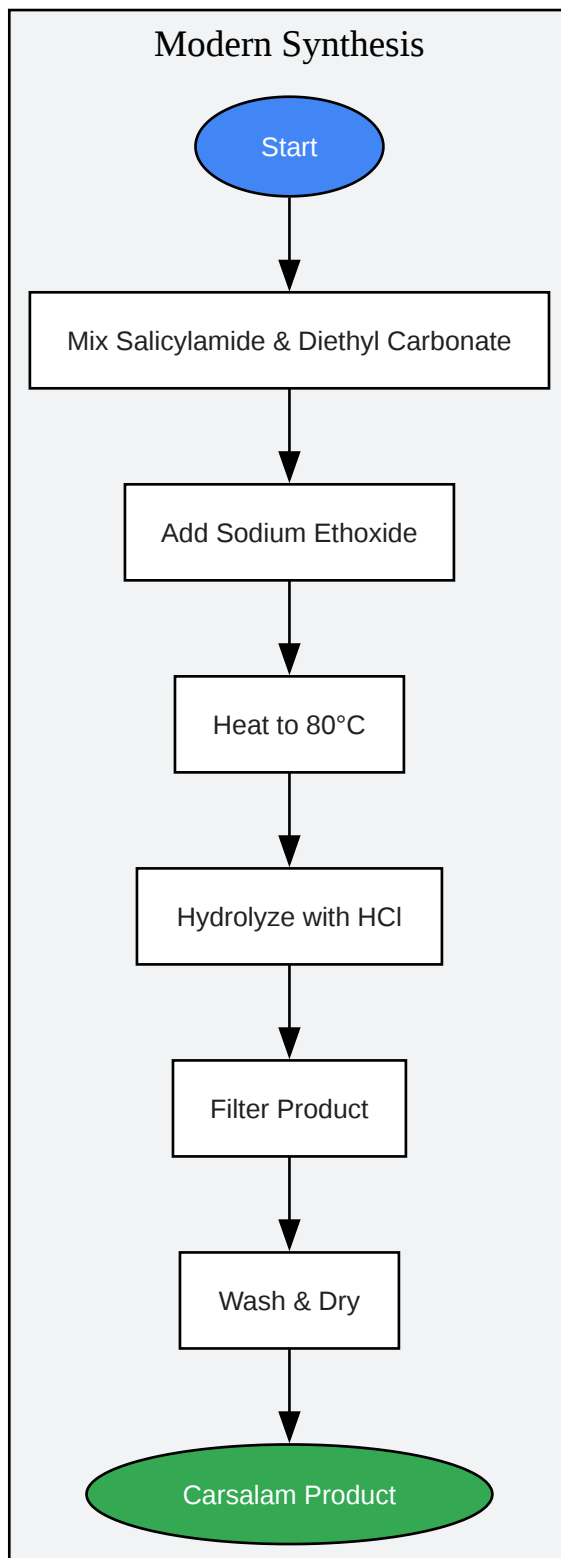 Modern Synthesis
Start
Mix Salicylamide & Diethyl Carbonate
Add Sodium Ethoxide
Heat to 80°C
Hydrolyze with HCl
Filter Product
Wash & Dry
Carsalam Product